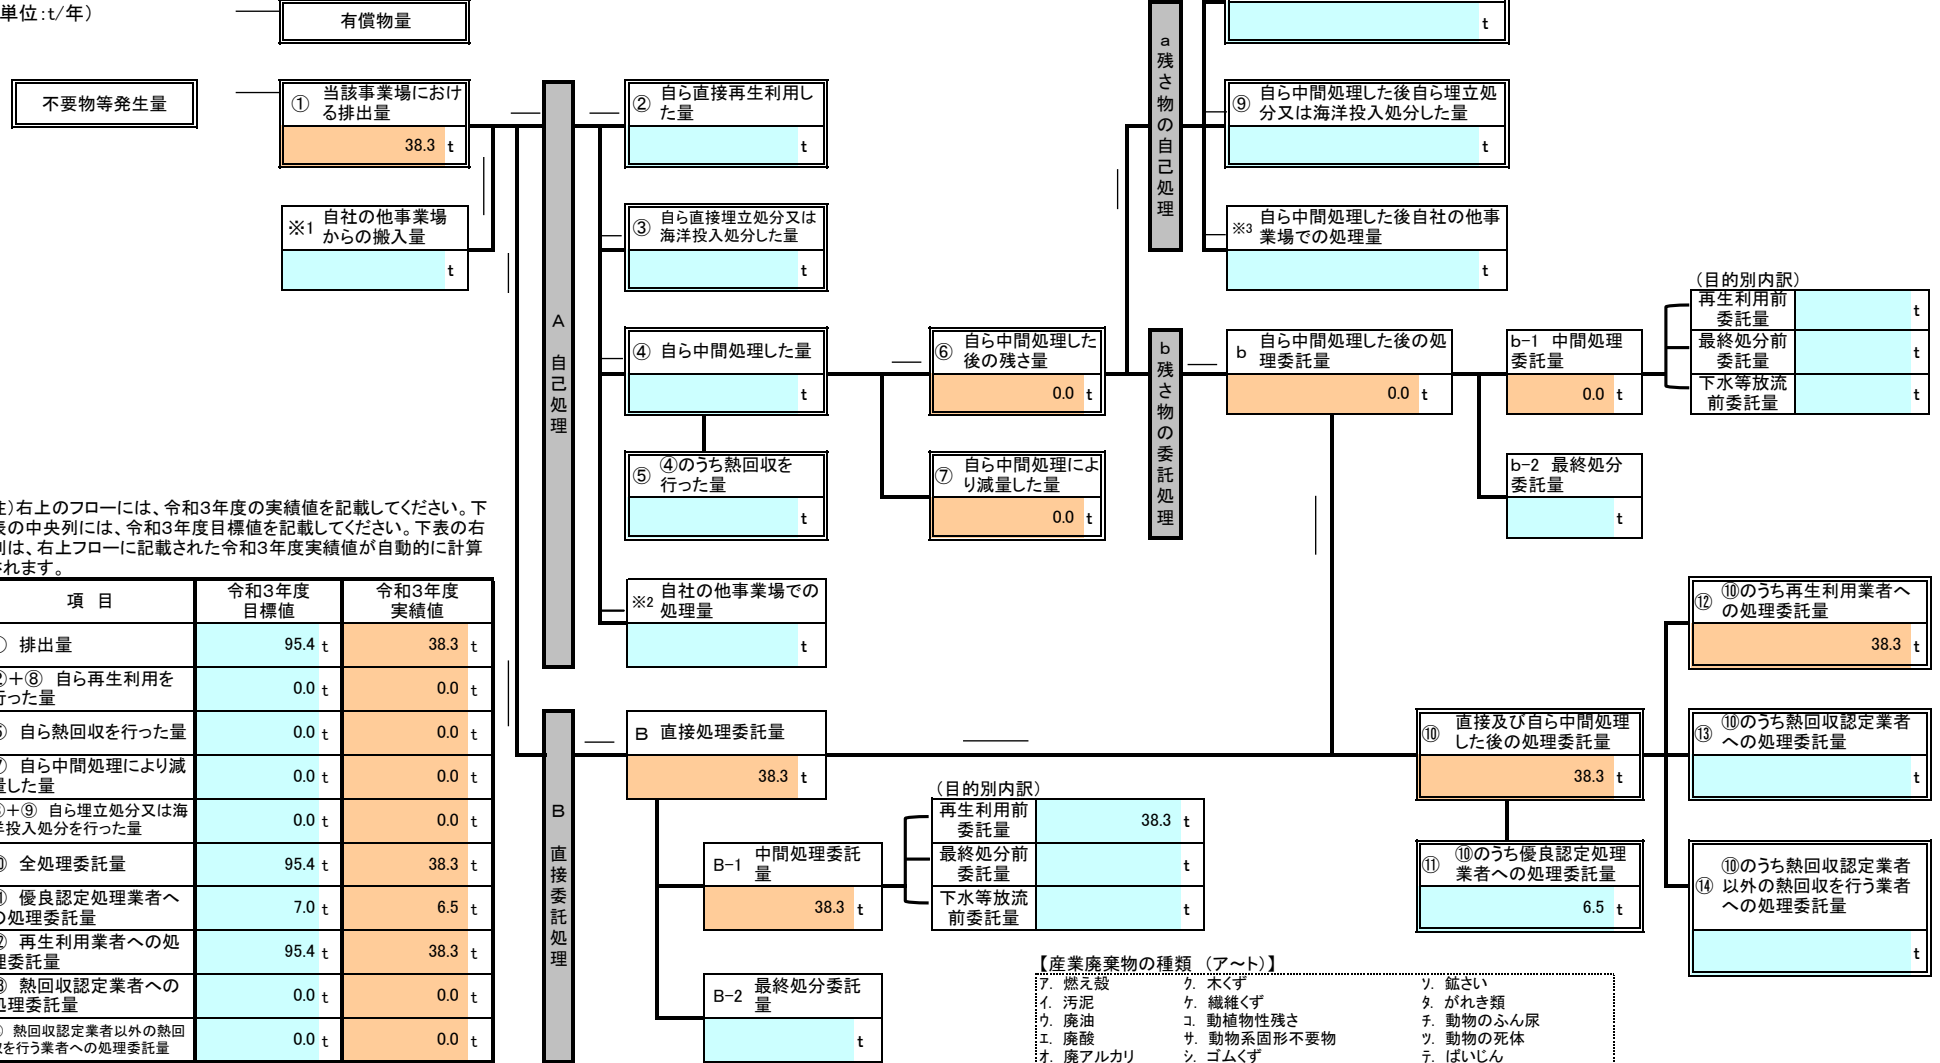 単位：t/年）
有償物量
不要物等発生量
① 当該事業場におけ
る排出量
38.3 t
※1 自社の他事業場
からの搬入量
t
A 自己処理
② 自ら直接再生利用し
た量
t
③ 自ら直接埋立処分又は
海洋投入処分した量
t
④ 自ら中間処理した量
t
⑤ ④のうち熱回収を
行った量
t
※2 自社の他事業場での
処理量
t
⑥ 自ら中間処理した
後の残さ量
0.0 t
⑦ 自ら中間処理によ
り減量した量
0.0 t
a 残さ物の自己処理
t
⑨ 自ら中間処理した後自ら埋立処
分又は海洋投入処分した量
t
※3 自ら中間処理した後自社の他事
業場での処理量
t
b 残さ物の委託処理
b 自ら中間処理した後の処
理委託量
0.0 t
b-1 中間処理
委託量
0.0 t
b-2 最終処分
委託量
t
（目的別内訳）
再生利用前
委託量
t
最終処分前
委託量
t
下水等放流
前委託量
t
注）右上のフローには、令和3年度の実績値を記載してください。下
表の中央列には、令和3年度目標値を記載してください。下表の右
列は、右上フローに記載された令和3年度実績値が自動的に計算
されます。
項 目 令和3年度
目標値 令和3年度
実績値
① 排出量 95.4 t 38.3 t
②＋⑧ 自ら再生利用を
行った量 0.0 t 0.0 t
⑤ 自ら熱回収を行った量 0.0 t 0.0 t
⑦ 自ら中間処理により減
量した量 0.0 t 0.0 t
③＋⑨ 自ら埋立処分又は海
洋投入処分を行った量 0.0 t 0.0 t
⑩ 全処理委託量 95.4 t 38.3 t
⑪ 優良認定処理業者へ
の処理委託量 7.0 t 6.5 t
⑫ 再生利用業者への処
理委託量 95.4 t 38.3 t
⑬ 熱回収認定業者への
処理委託量 0.0 t 0.0 t
⑭ 熱回収認定業者以外の熱回
収を行う業者への処理委託量 0.0 t 0.0 t
B 直接委託処理
B 直接処理委託量
38.3 t
B-1 中間処理委託
量
38.3 t
B-2 最終処分委託
量
t
（目的別内訳）
再生利用前
委託量
38.3 t
最終処分前
委託量
t
下水等放流
前委託量
t
⑩ 直接及び自ら中間処理
した後の処理委託量
38.3 t
⑪ ⑩のうち優良認定処理
業者への処理委託量
6.5 t
⑫ ⑩のうち再生利用業者へ
の処理委託量
38.3 t
⑬ ⑩のうち熱回収認定業者
への処理委託量
t
⑭ ⑩のうち熱回収認定業者
以外の熱回収を行う業者
への処理委託量
t
【産業廃棄物の種類 （ア～ト）】
ア. 燃え殻 ク. 木くず ソ. 鉱さい
イ. 汚泥 ケ. 繊維くず タ. がれき類
ウ. 廃油 コ. 動植物性残さ チ. 動物のふん尿
エ. 廃酸 サ. 動物系固形不要物 ツ. 動物の死体
オ. 廃アルカリ シ. ゴムくず テ. ばいじん